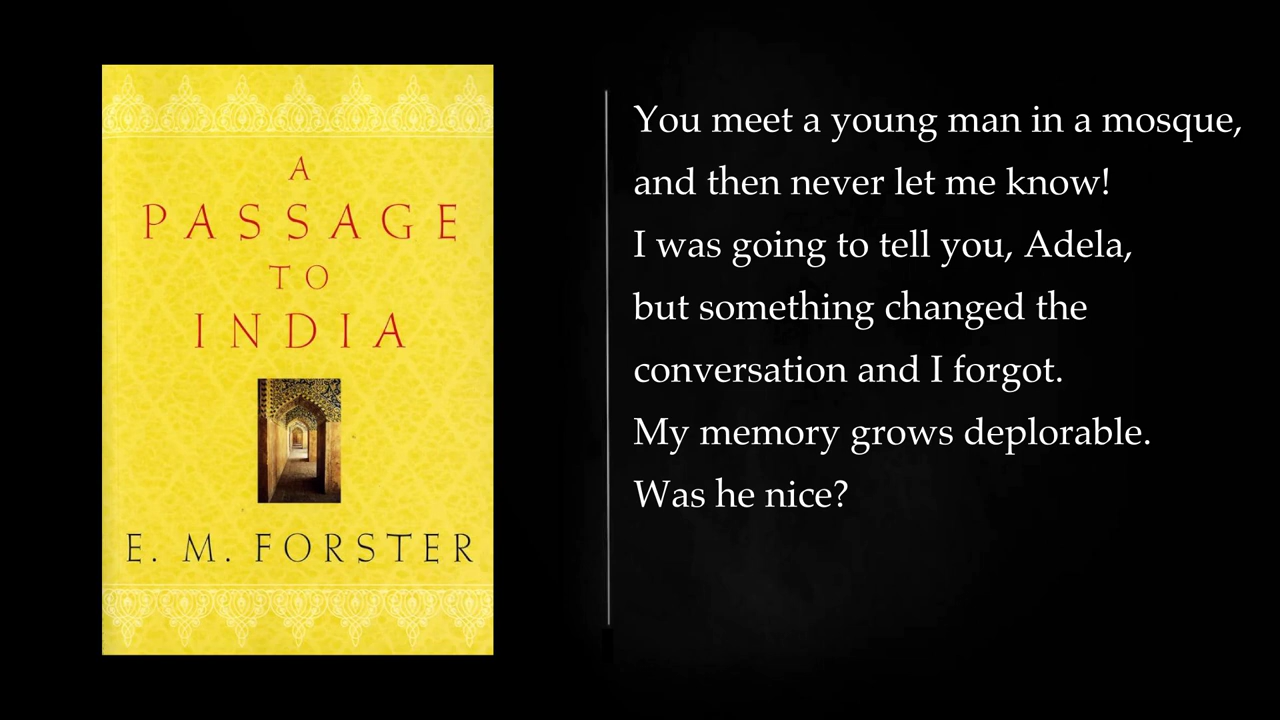 A
PASSAGE
TO
INDIA
E. M. FORSTER
You meet a young man in a mosque,
and then never let me know!
I was going to tell you, Adela,
but something changed the
conversation and I forgot.
My memory grows deplorable.
Was he nice?